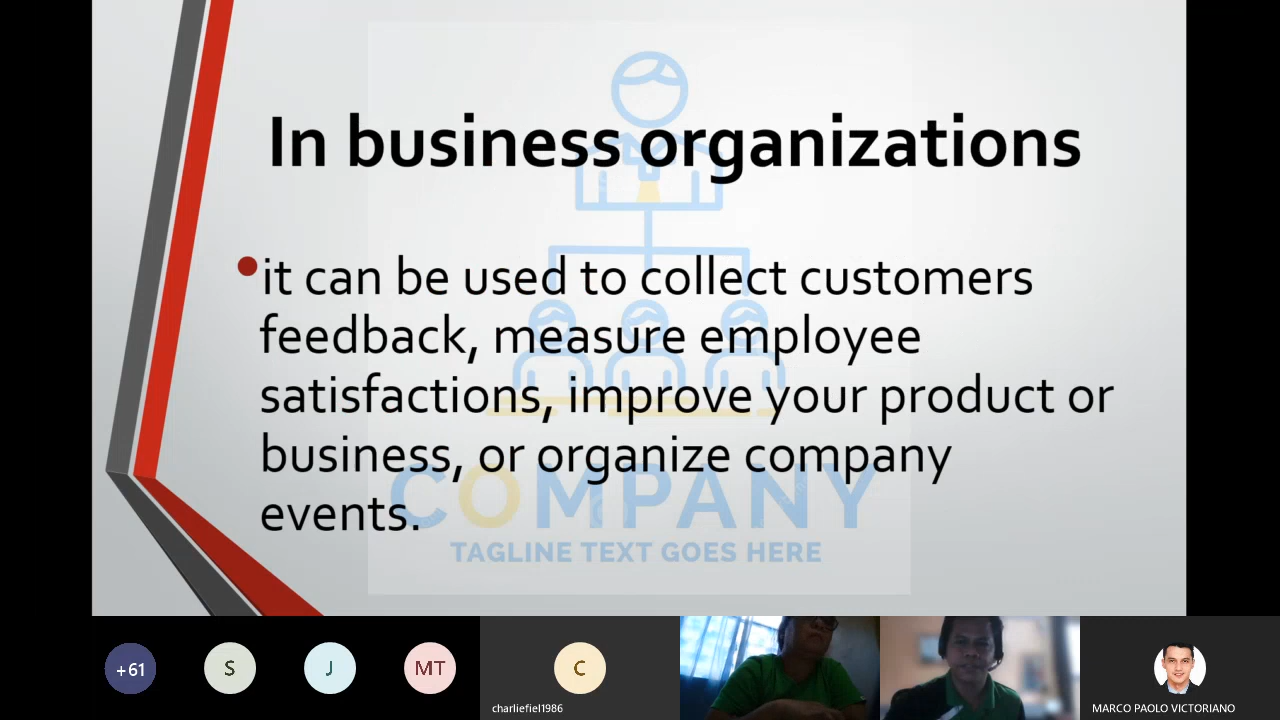 In business organizations
•it can be used to collect customers
feedback, measure employee
satisfactions, improve your product or
business, or organize company
events.
COMPANY
TAGLINE TEXT GOES HERE
+61
S
J
MT
C
charliefiel1986
MARCO PAOLO VICTORIANO